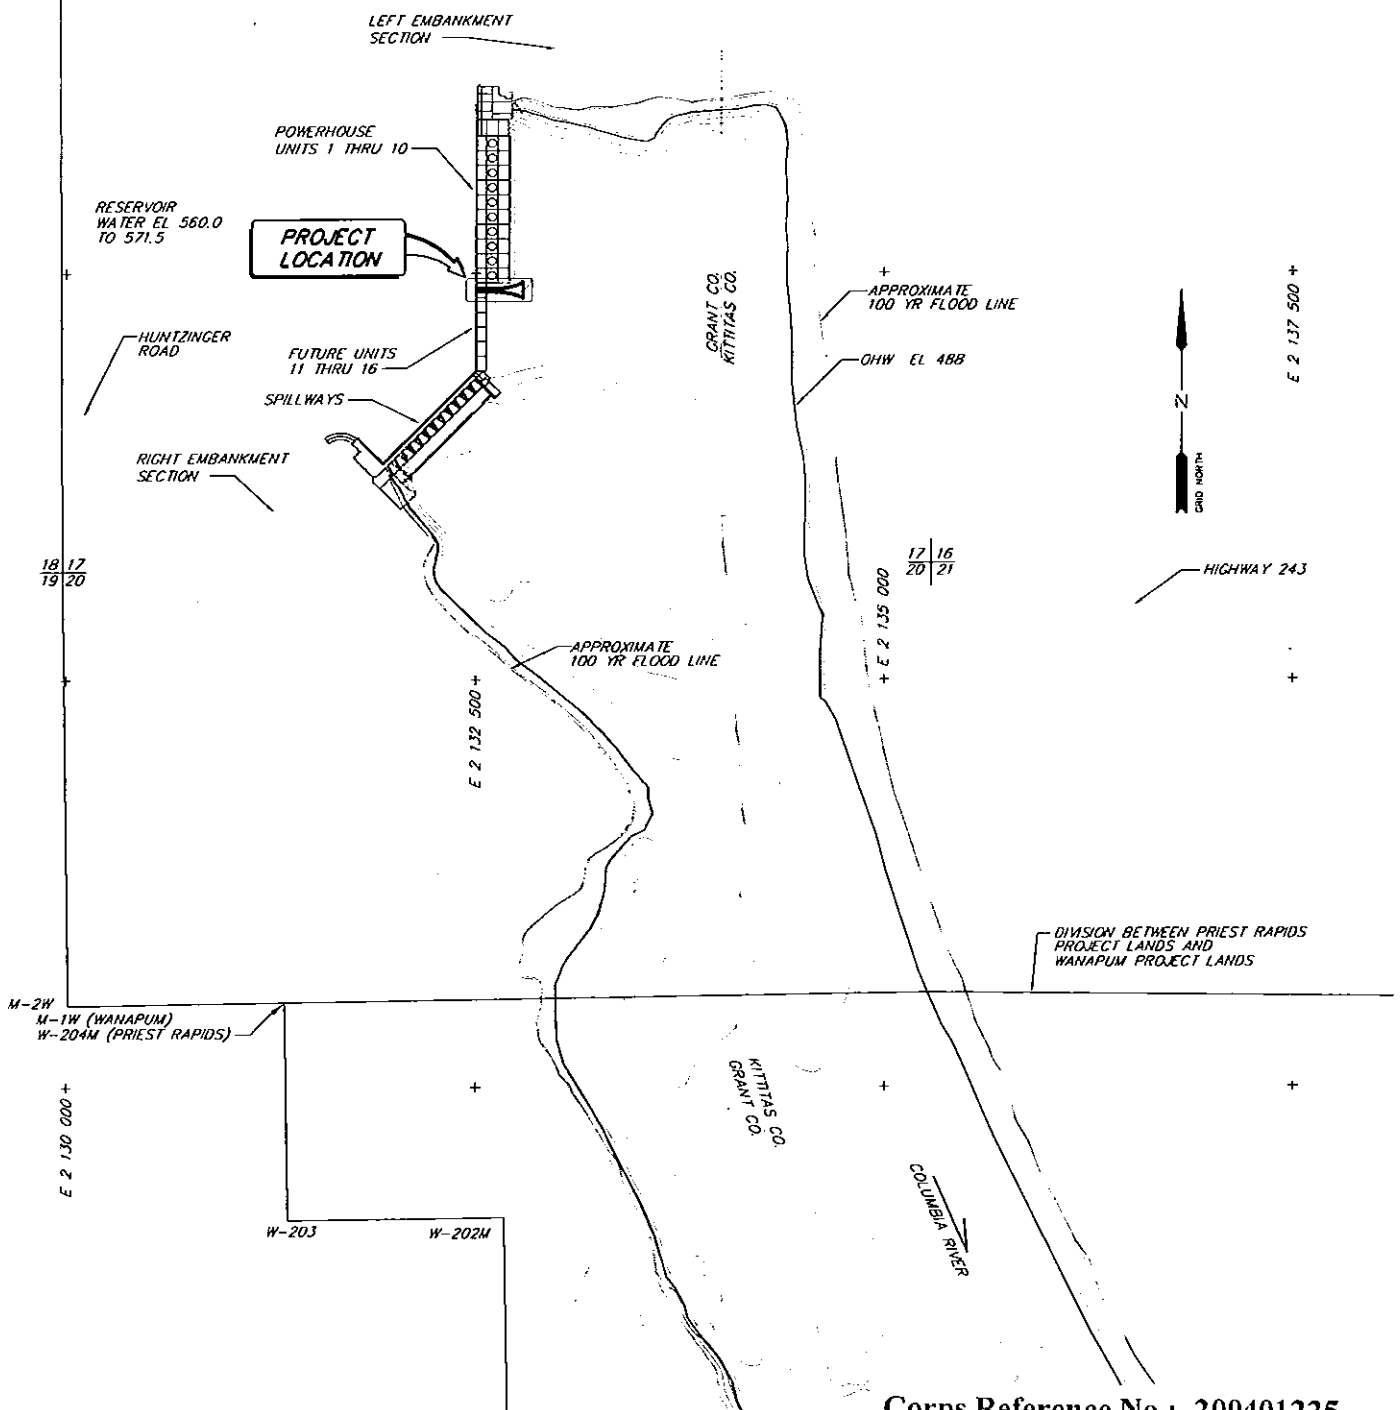 LEFT EMBANKMENT
SECTION
POWERHOUSE
UNITS 1 THRU 10
RESERVOIR
WATER EL 560.0
TO 571.5
PROJECT
LOCATION
HUNTZINGER
ROAD
FUTURE UNITS
11 THRU 16
SPILLWAYS
RIGHT EMBANKMENT
SECTION
GRANT CO.
KITTITAS CO.
APPROXIMATE
100 YR FLOOD LINE
OHW EL 488
E 2 137 500
N
GRID NORTH
18 17
19 20
17 16
20 21
HIGHWAY 243
E 2 135 000
APPROXIMATE
100 YR FLOOD LINE
E 2 132 500
DIVISION BETWEEN PRIEST RAPIDS
PROJECT LANDS AND
WANAPUM PROJECT LANDS
M-2W
M-1W (WANAPUM)
W-204M (PRIEST RAPIDS)
KITTITAS CO.
GRANT CO.
E 2 130 000
COLUMBIA RIVER
W-203
W-202M
Corps Reference No.: 200401225